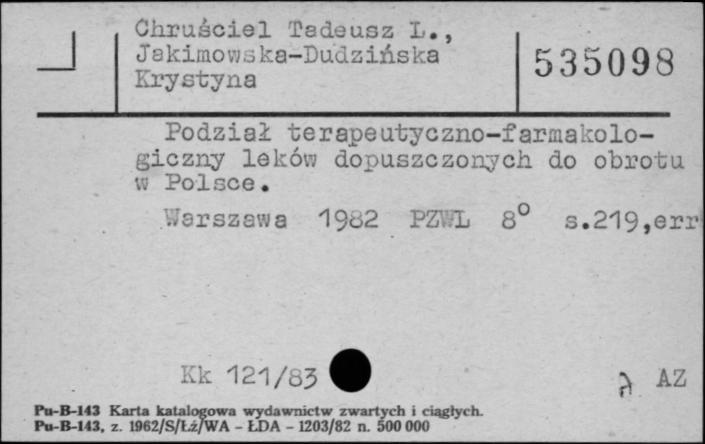 Chruściel Tadeusz L.,
Jakimowska-Dudzińska
Krystyna
535098
Podział terapeutyczno-farmakolo-
giczny leków dopuszczonych do obrotu
w Polsce.
Warszawa 1982 PZWL 8° s.219,err
Kk 121/83
AZ
Pu-B-143 Karta katalogowa wydawnictw zwartych i ciągłych.
Pu-B-143, z. 1962/S/Łź/WA - ŁDA - 1203/82 n. 500 000